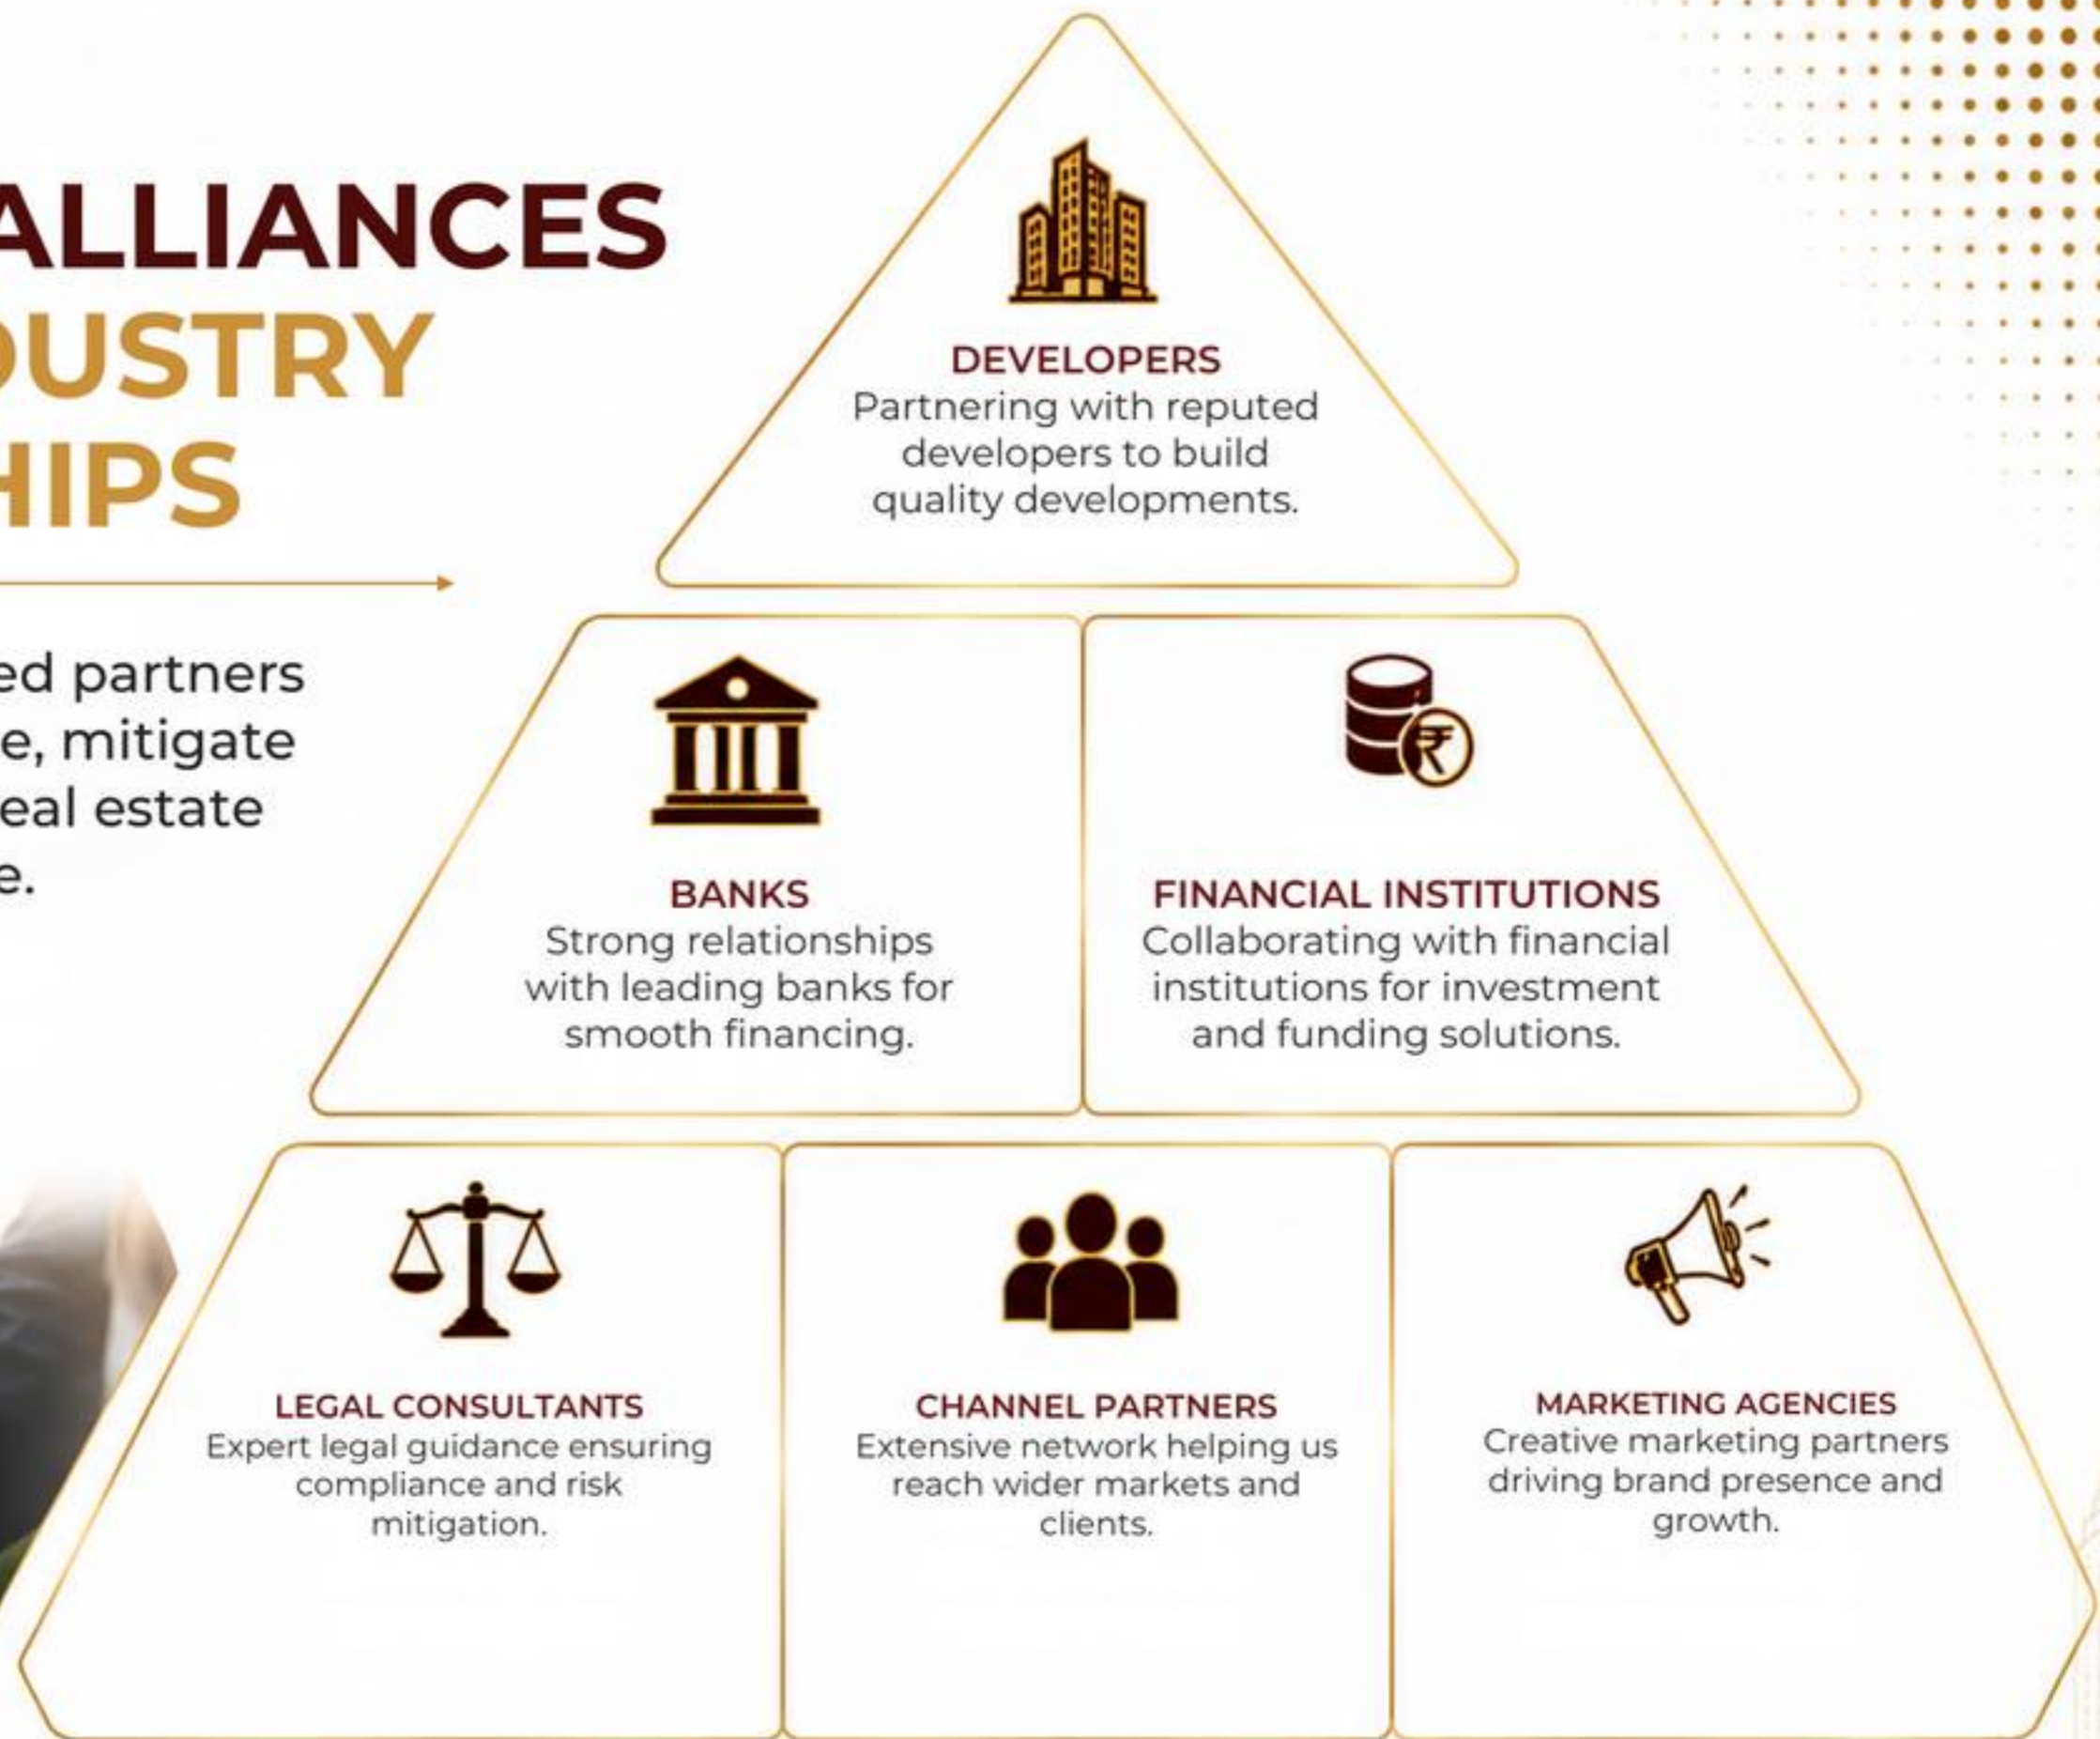 ALLIANCES
DUSTRY
HIPS
ed partners
e, mitigate
eal estate
e.
DEVELOPERS
Partnering with reputed
developers to build
quality developments.
BANKS
Strong relationships
with leading banks for
smooth financing.
FINANCIAL INSTITUTIONS
Collaborating with financial
institutions for investment
and funding solutions.
₹
LEGAL CONSULTANTS
Expert legal guidance ensuring
compliance and risk
mitigation.
CHANNEL PARTNERS
Extensive network helping us
reach wider markets and
clients.
MARKETING AGENCIES
Creative marketing partners
driving brand presence and
growth.